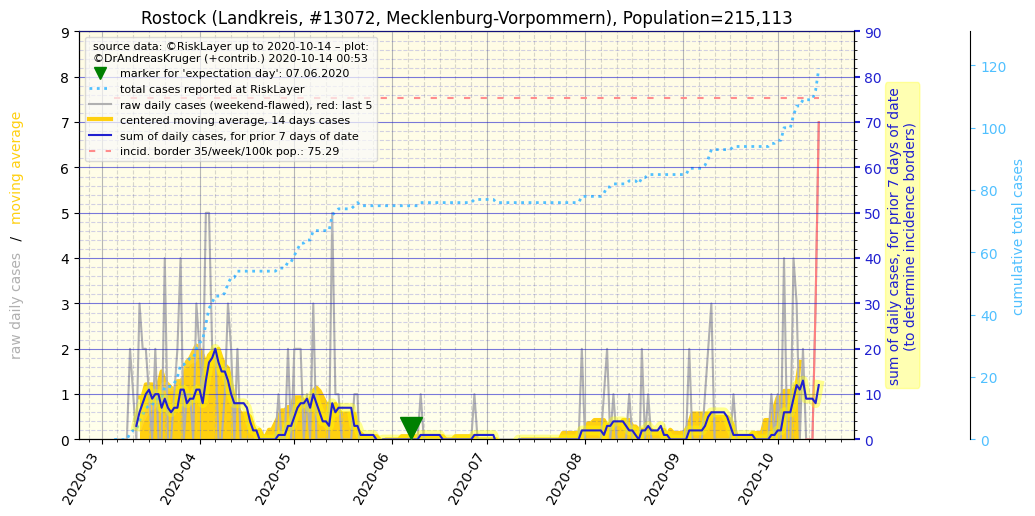 Rostock (Landkreis, #13072, Mecklenburg-Vorpommern), Population=215,113
source data: ©RiskLayer up to 2020-10-14 – plot:
©DrAndreasKruger (+contrib.) 2020-10-14 00:53
marker for 'expectation day': 07.06.2020
total cases reported at RiskLayer
raw daily cases (weekend-flawed), red: last 5
centered moving average, 14 days cases
sum of daily cases, for prior 7 days of date
incid. border 35/week/100k pop.: 75.29
raw daily cases / moving average
9
8
7
6
5
4
3
2
1
0
2020-03
2020-04
2020-05
2020-06
2020-07
2020-08
2020-09
2020-10
90
80
70
60
50
40
30
20
10
0
sum of daily cases, for prior 7 days of date
(to determine incidence borders)
120
100
80
60
40
20
0
cumulative total cases